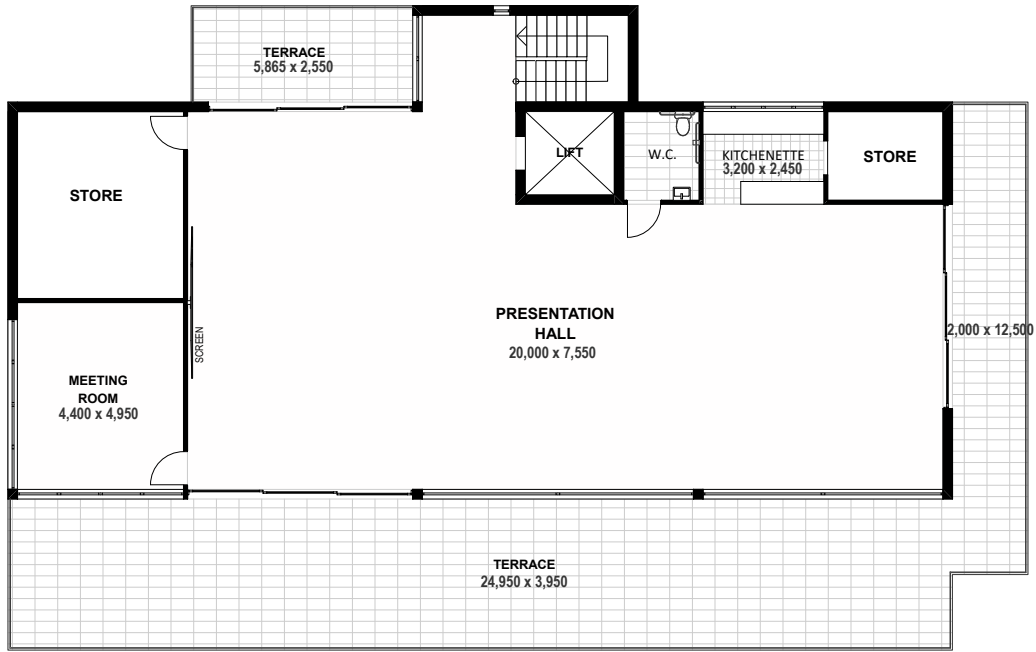 TERRACE
5,865 x 2,550
LIFT
W.C.
KITCHENETTE
3,200 x 2,450
STORE
STORE
PRESENTATION
HALL
20,000 x 7,550
2,000 x 12,500
SCREEN
MEETING
ROOM
4,400 x 4,950
TERRACE
24,950 x 3,950